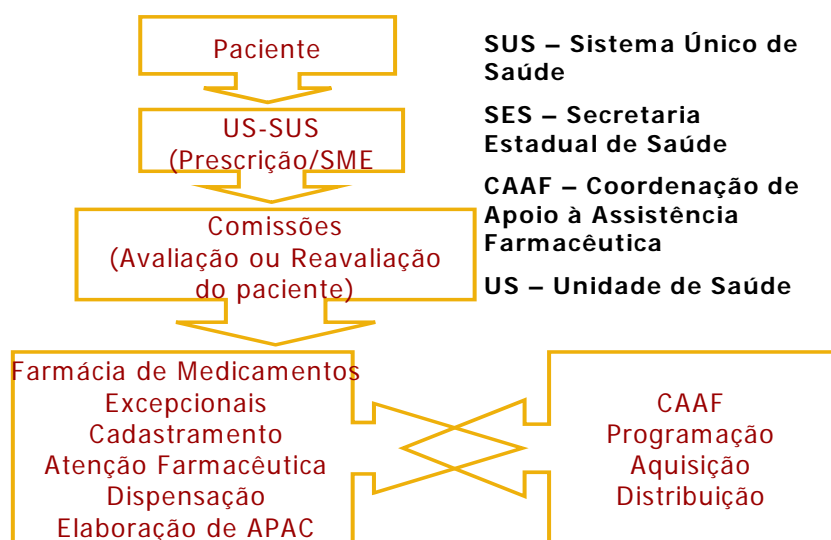 Paciente
US-SUS
(Prescrição/SME
Comissões
(Avaliação ou Reavaliação
do paciente)
Farmácia de Medicamentos
Excepcionais
Cadastramento
Atenção Farmacêutica
Dispensação
Elaboração de APAC
CAAF
Programação
Aquisição
Distribuição
SUS – Sistema Único de
Saúde
SES – Secretaria
Estadual de Saúde
CAAF – Coordenação de
Apoio à Assistência
Farmacêutica
US – Unidade de Saúde